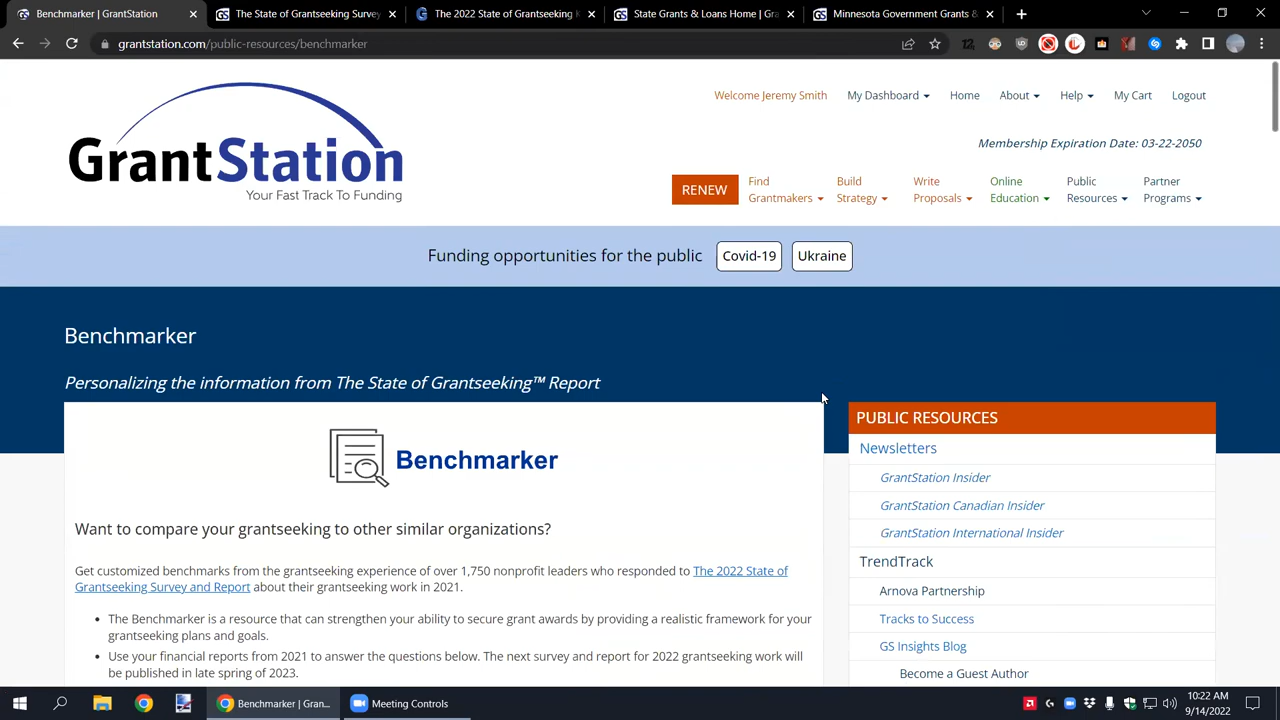 Benchmarker | GrantStation
The State of Grantseeking Survey
The 2022 State of Grantseeking
State Grants & Loans Home | Gra
Minnesota Government Grants &
grantstation.com/public-resources/benchmarker
Welcome Jeremy Smith
My Dashboard
Home
About
Help
My Cart
Logout
GrantStation
Your Fast Track To Funding
Membership Expiration Date: 03-22-2050
RENEW
Find Grantmakers
Build Strategy
Write Proposals
Online Education
Public Resources
Partner Programs
Funding opportunities for the public
Covid-19
Ukraine
Benchmarker
Personalizing the information from The State of Grantseeking™ Report
Benchmarker
Want to compare your grantseeking to other similar organizations?
Get customized benchmarks from the grantseeking experience of over 1,750 nonprofit leaders who responded to The 2022 State of
Grantseeking Survey and Report about their grantseeking work in 2021.
The Benchmarker is a resource that can strengthen your ability to secure grant awards by providing a realistic framework for your
grantseeking plans and goals.
Use your financial reports from 2021 to answer the questions below. The next survey and report for 2022 grantseeking work will
be published in late spring of 2023.
PUBLIC RESOURCES
Newsletters
GrantStation Insider
GrantStation Canadian Insider
GrantStation International Insider
TrendTrack
Arnova Partnership
Tracks to Success
GS Insights Blog
Become a Guest Author
Benchmarker | Gran...
Meeting Controls
10:22 AM
9/14/2022